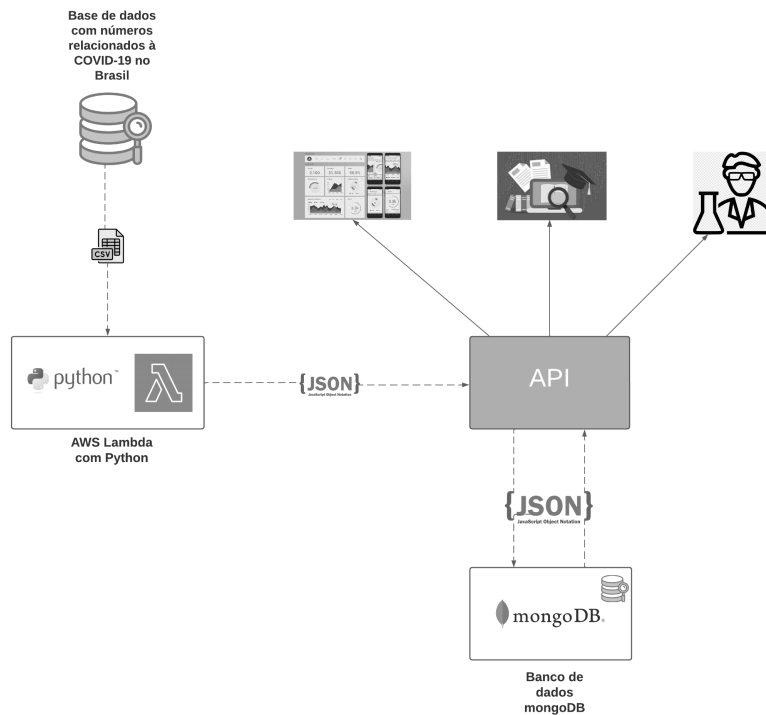 Base de dados
com números
relacionados à
COVID-19 no
Brasil
CSV
python™
AWS Lambda
com Python
{JSON}
JavaScript Object Notation
API
{JSON}
JavaScript Object Notation
mongoDB.
Banco de
dados
mongoDB